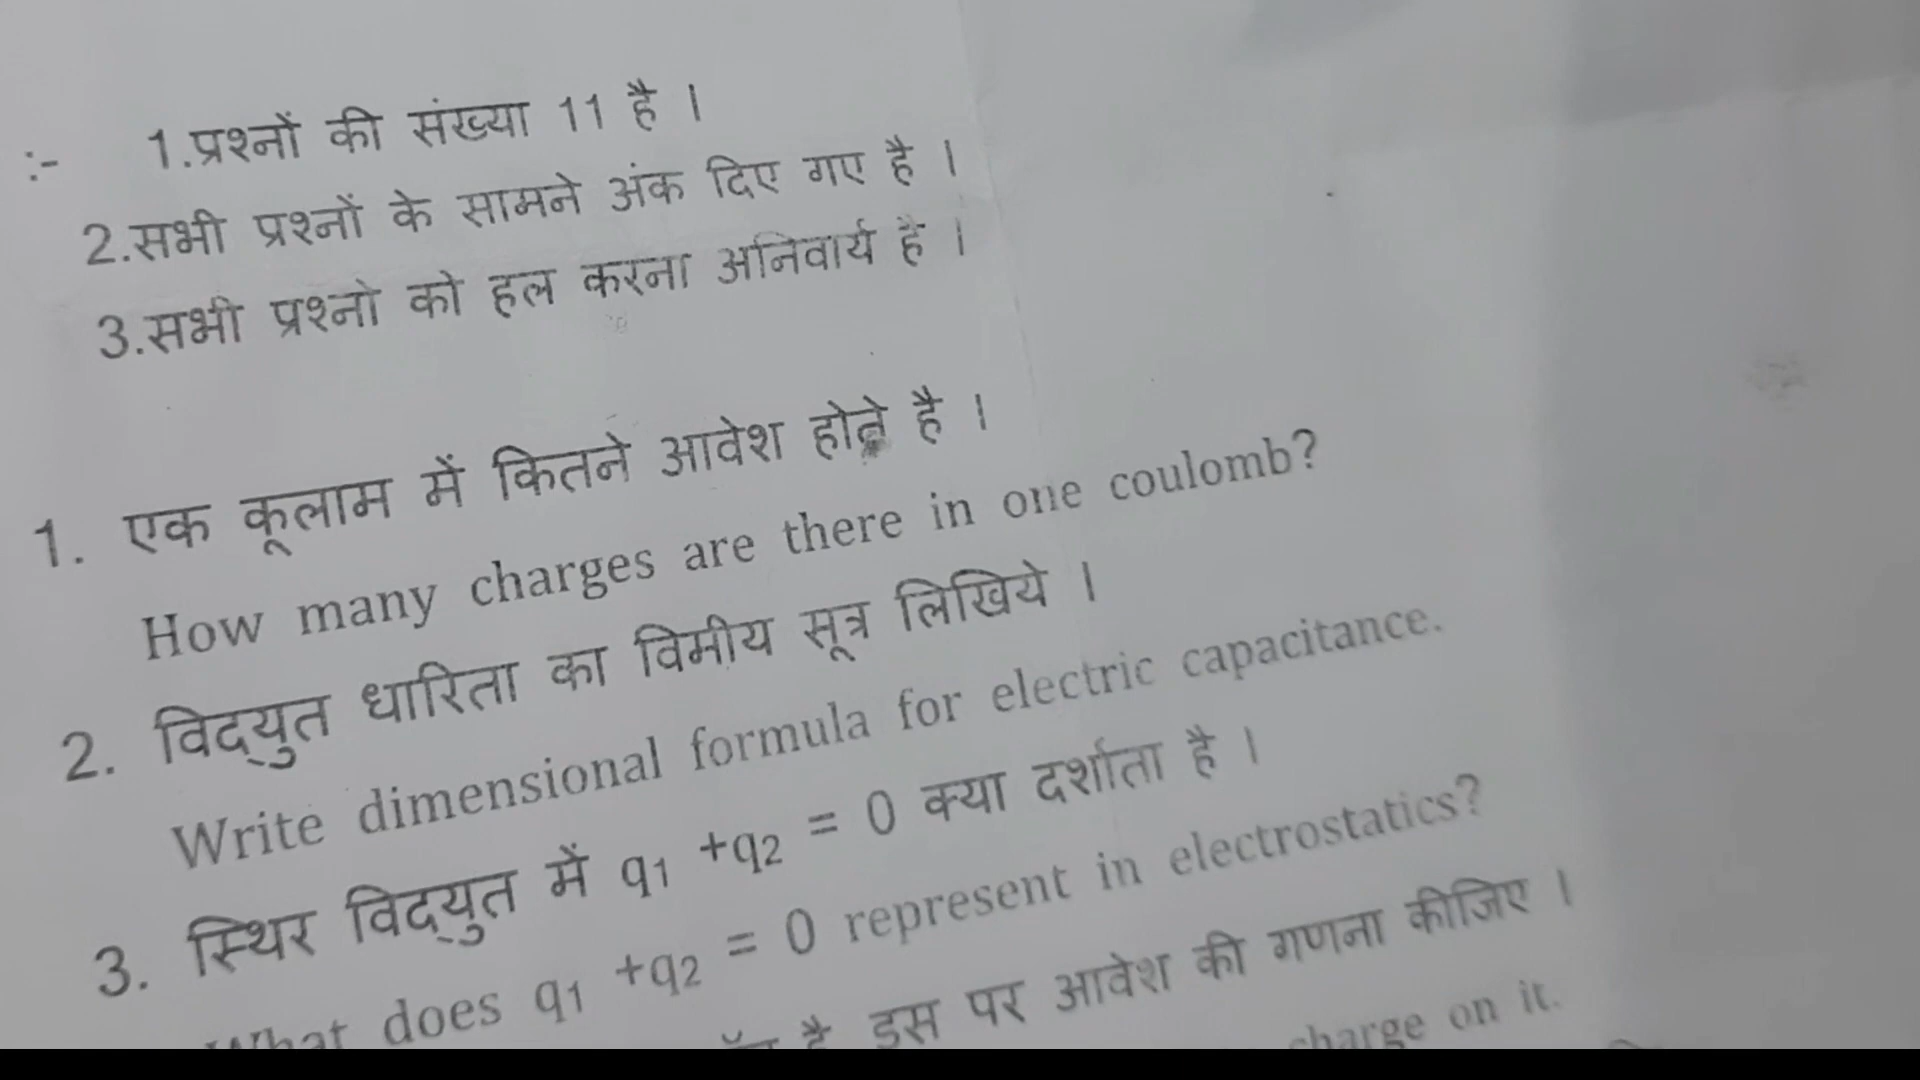 :- 1.प्रश्नों की संख्या 11 है ।
2.सभी प्रश्नों के सामने अंक दिए गए है ।
3.सभी प्रश्नो को हल करना अनिवार्य है ।
1. एक कूलाम में कितने आवेश होते है ।
How many charges are there in one coulomb?
2. विद्युत धारिता का विमीय सूत्र लिखिये ।
Write dimensional formula for electric capacitance.
3. स्थिर विद्युत में q1 +q2 = 0 क्या दर्शाता है ।
What does q1 +q2 = 0 represent in electrostatics?
है इस पर आवेश की गणना कीजिए ।
charge on it.